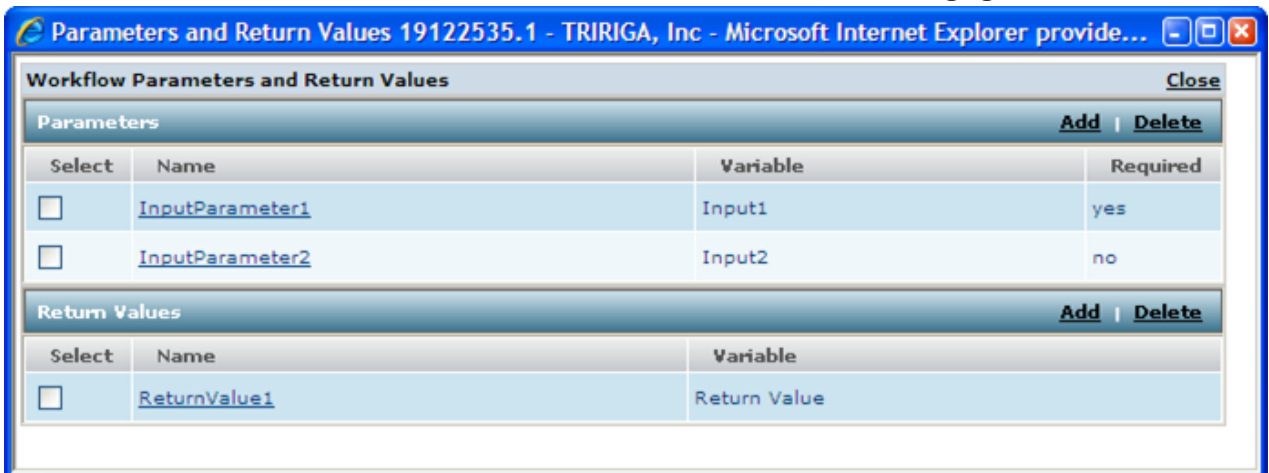 Parameters and Return Values 19122535.1 - TRIRIGA, Inc - Microsoft Internet Explorer provide...
Workflow Parameters and Return Values Close
Parameters Add | Delete
Select Name Variable Required
InputParameter1 Input1 yes
InputParameter2 Input2 no
Return Values Add | Delete
Select Name Variable
ReturnValue1 Return Value